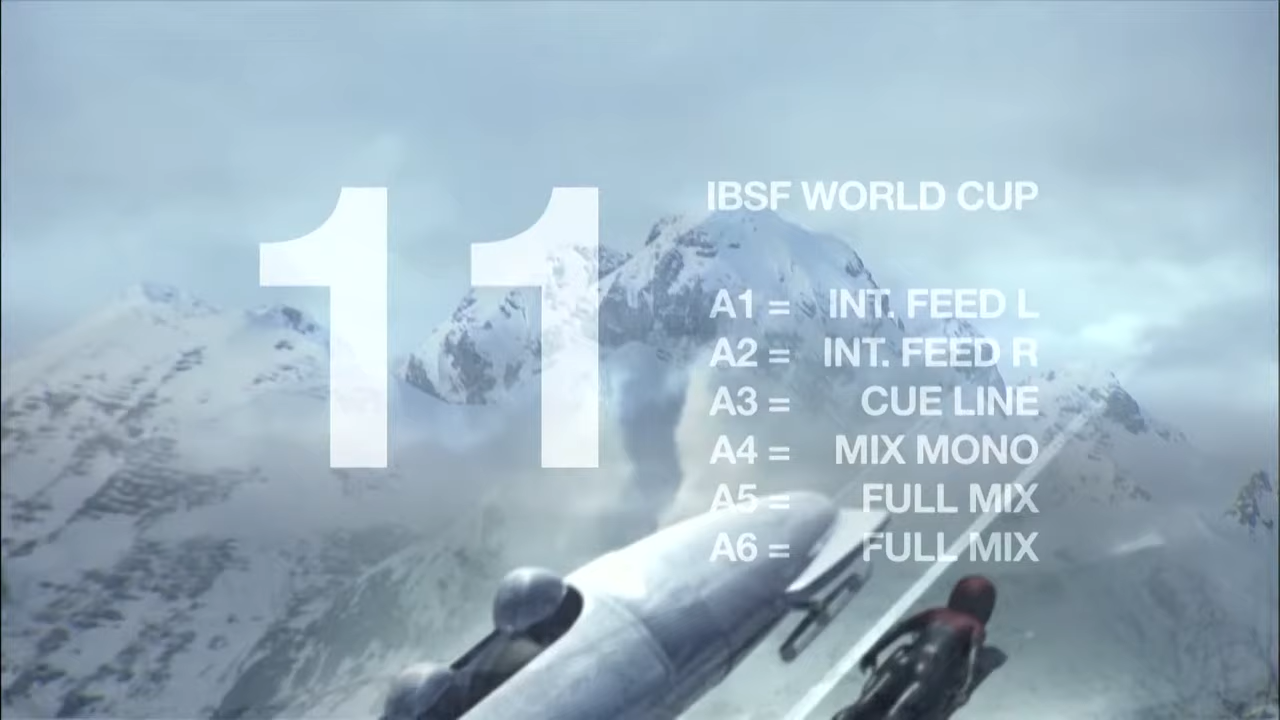 11
IBSF WORLD CUP
A1 = INT. FEED L
A2 = INT. FEED R
A3 = CUE LINE
A4 = MIX MONO
A5 = FULL MIX
A6 = FULL MIX